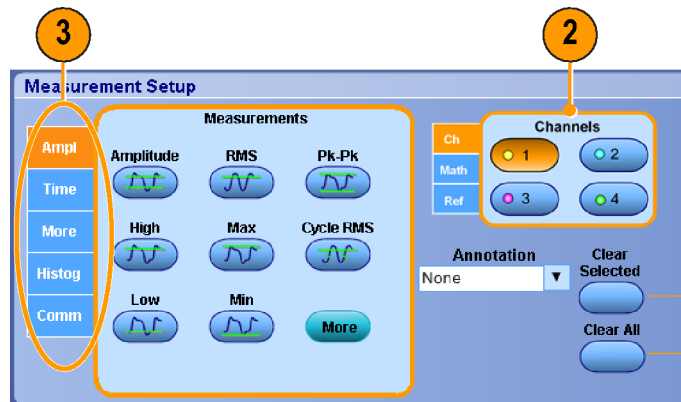 3
2
Measurement Setup
Ampl
Time
More
Histog
Comm
Measurements
Amplitude
RMS
Pk-Pk
High
Max
Cycle RMS
Low
Min
More
Ch
Math
Ref
Channels
1
2
3
4
Annotation
None
Clear
Selected
Clear All